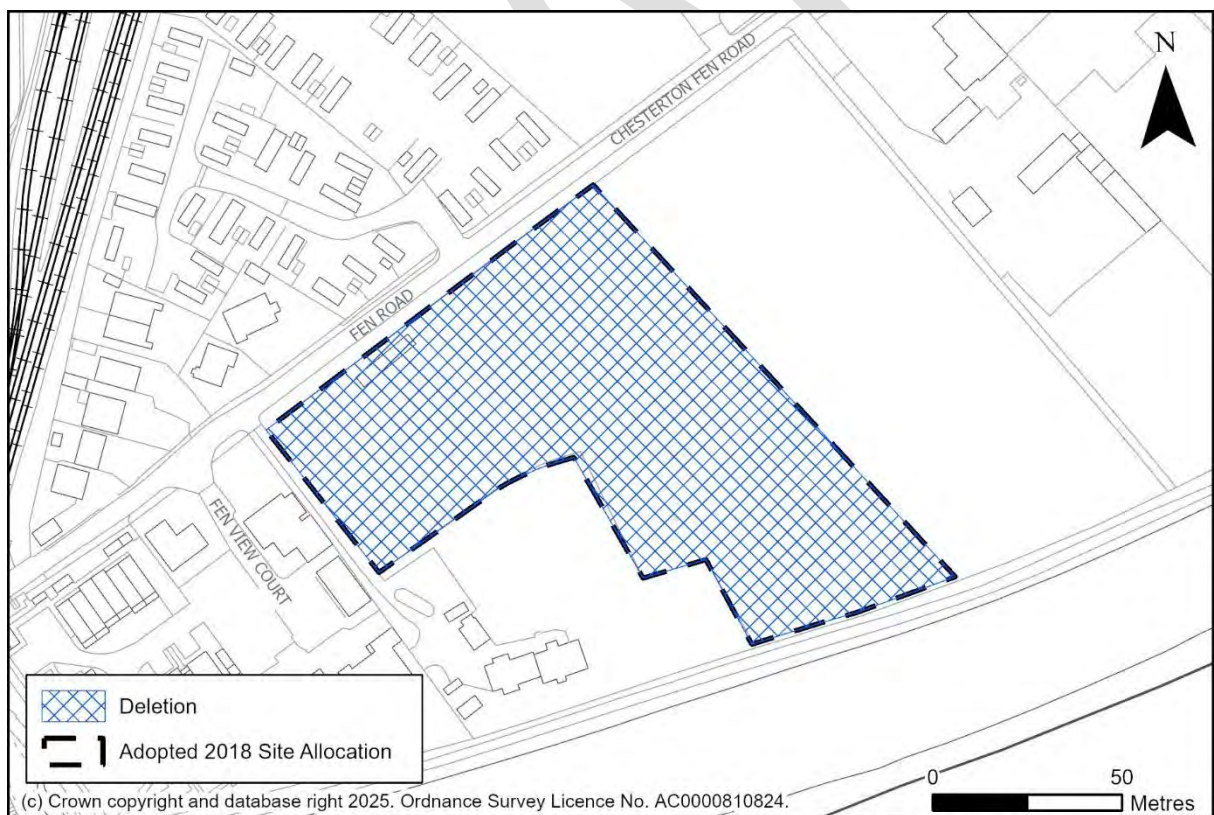 N
CHESTERTON FEN ROAD
FEN ROAD
FEN VIEW COURT
Deletion
Adopted 2018 Site Allocation
0 50
Metres
(c) Crown copyright and database right 2025. Ordnance Survey Licence No. AC0000810824.